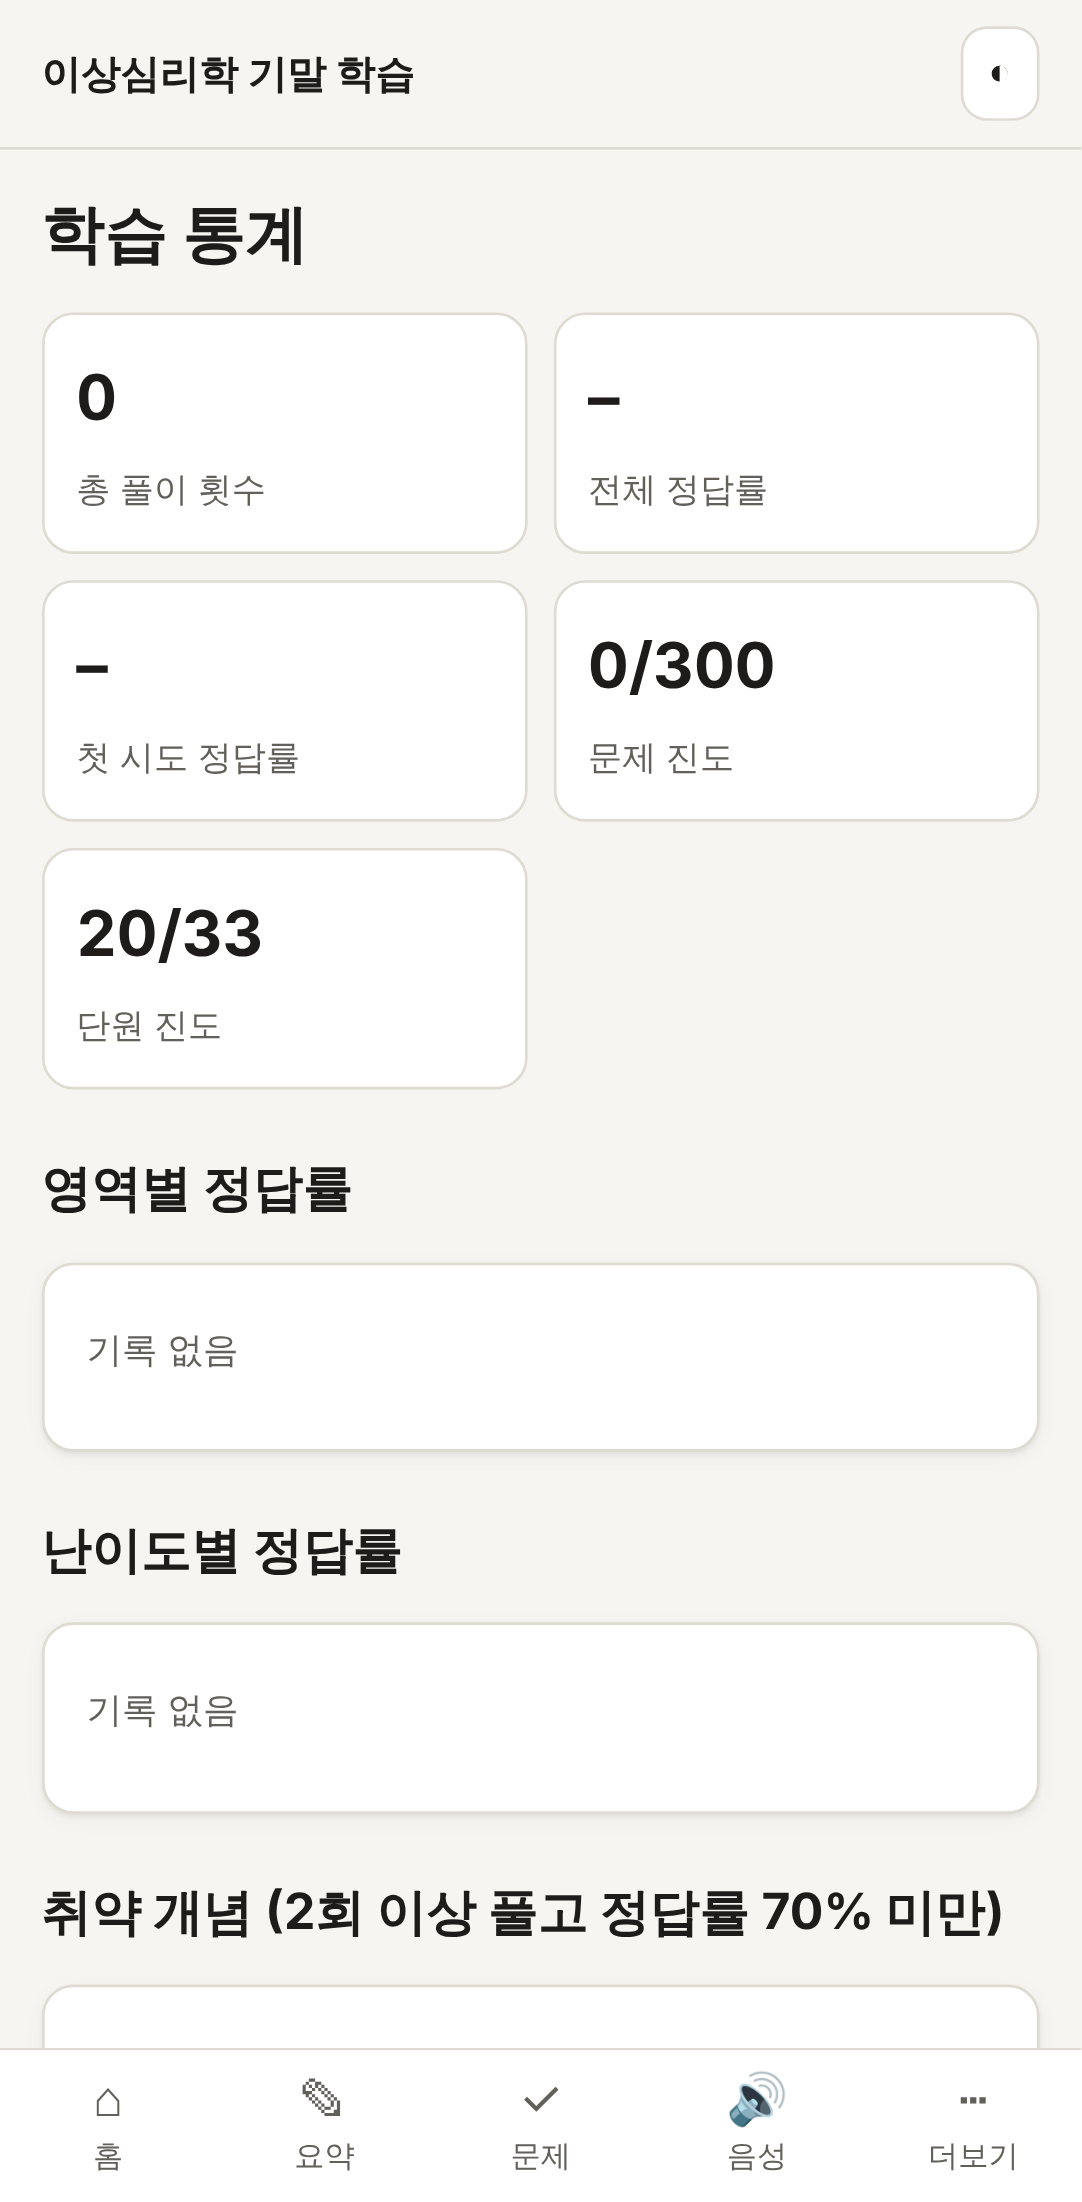 이상심리학 기말 학습
학습 통계
0
총 풀이 횟수
–
전체 정답률
–
첫 시도 정답률
0/300
문제 진도
20/33
단원 진도
영역별 정답률
기록 없음
난이도별 정답률
기록 없음
취약 개념 (2회 이상 풀고 정답률 70% 미만)
홈
요약
문제
음성
더보기